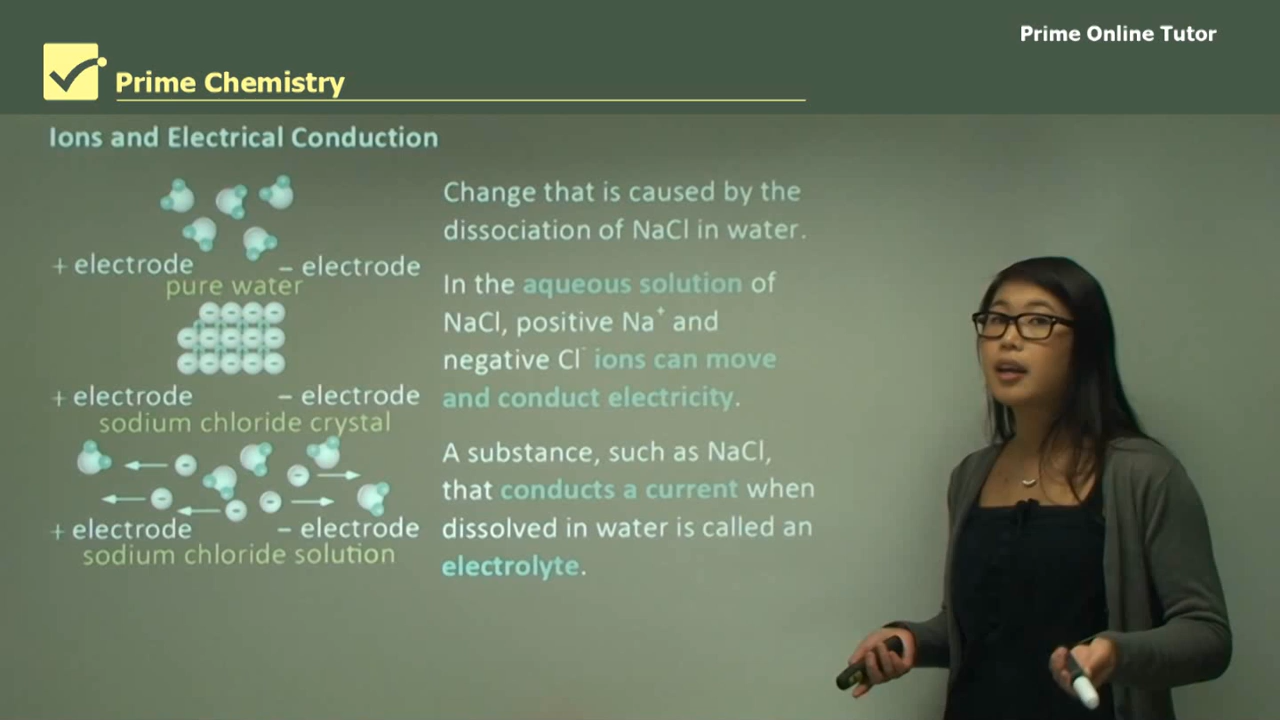 Prime Online Tutor
Prime Chemistry
Ions and Electrical Conduction
+ electrode
− electrode
pure water
+ electrode
− electrode
sodium chloride crystal
+ electrode
− electrode
sodium chloride solution
Change that is caused by the
dissociation of NaCl in water.
In the aqueous solution of
NaCl, positive Na⁺ and
negative Cl⁻ ions can move
and conduct electricity.
A substance, such as NaCl,
that conducts a current when
dissolved in water is called an
electrolyte.